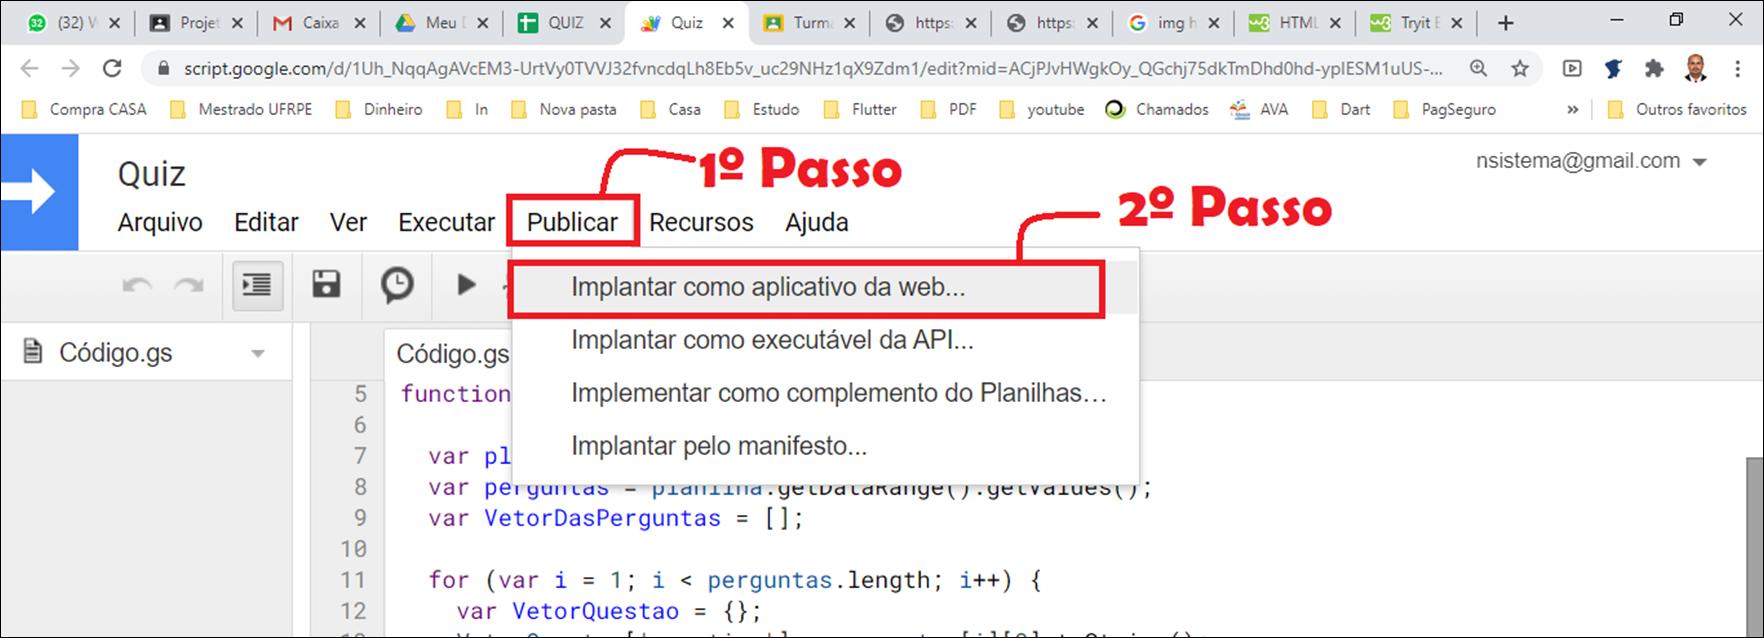 (32) W
Projet
Caixa
Meu D
QUIZ
Quiz
Turma
https:
https:
img h
HTML
Tryit E
script.google.com/d/1Uh_NqqAgAVcEM3-UrtVy0TVVJ32fvncdqLh8Eb5v_uc29NHz1qX9Zdm1/edit?mid=ACjPJvHWgkOy_QGchj75dkTmDhd0hd-yplESM1uUS-...
Compra CASA Mestrado UFRPE Dinheiro In Nova pasta Casa Estudo Flutter PDF youtube Chamados AVA Dart PagSeguro » Outros favoritos
Quiz
1º Passo
nsistema@gmail.com
2º Passo
Arquivo Editar Ver Executar Publicar Recursos Ajuda
Implantar como aplicativo da web...
Implantar como executável da API...
Implementar como complemento do Planilhas...
Implantar pelo manifesto...
Código.gs
Código.gs
5 function
6
7 var pl
8 var perguntas = planilha.getDataRange().getValues();
9 var VetorDasPerguntas = [];
10
11 for (var i = 1; i < perguntas.length; i++) {
12 var VetorQuestao = {};